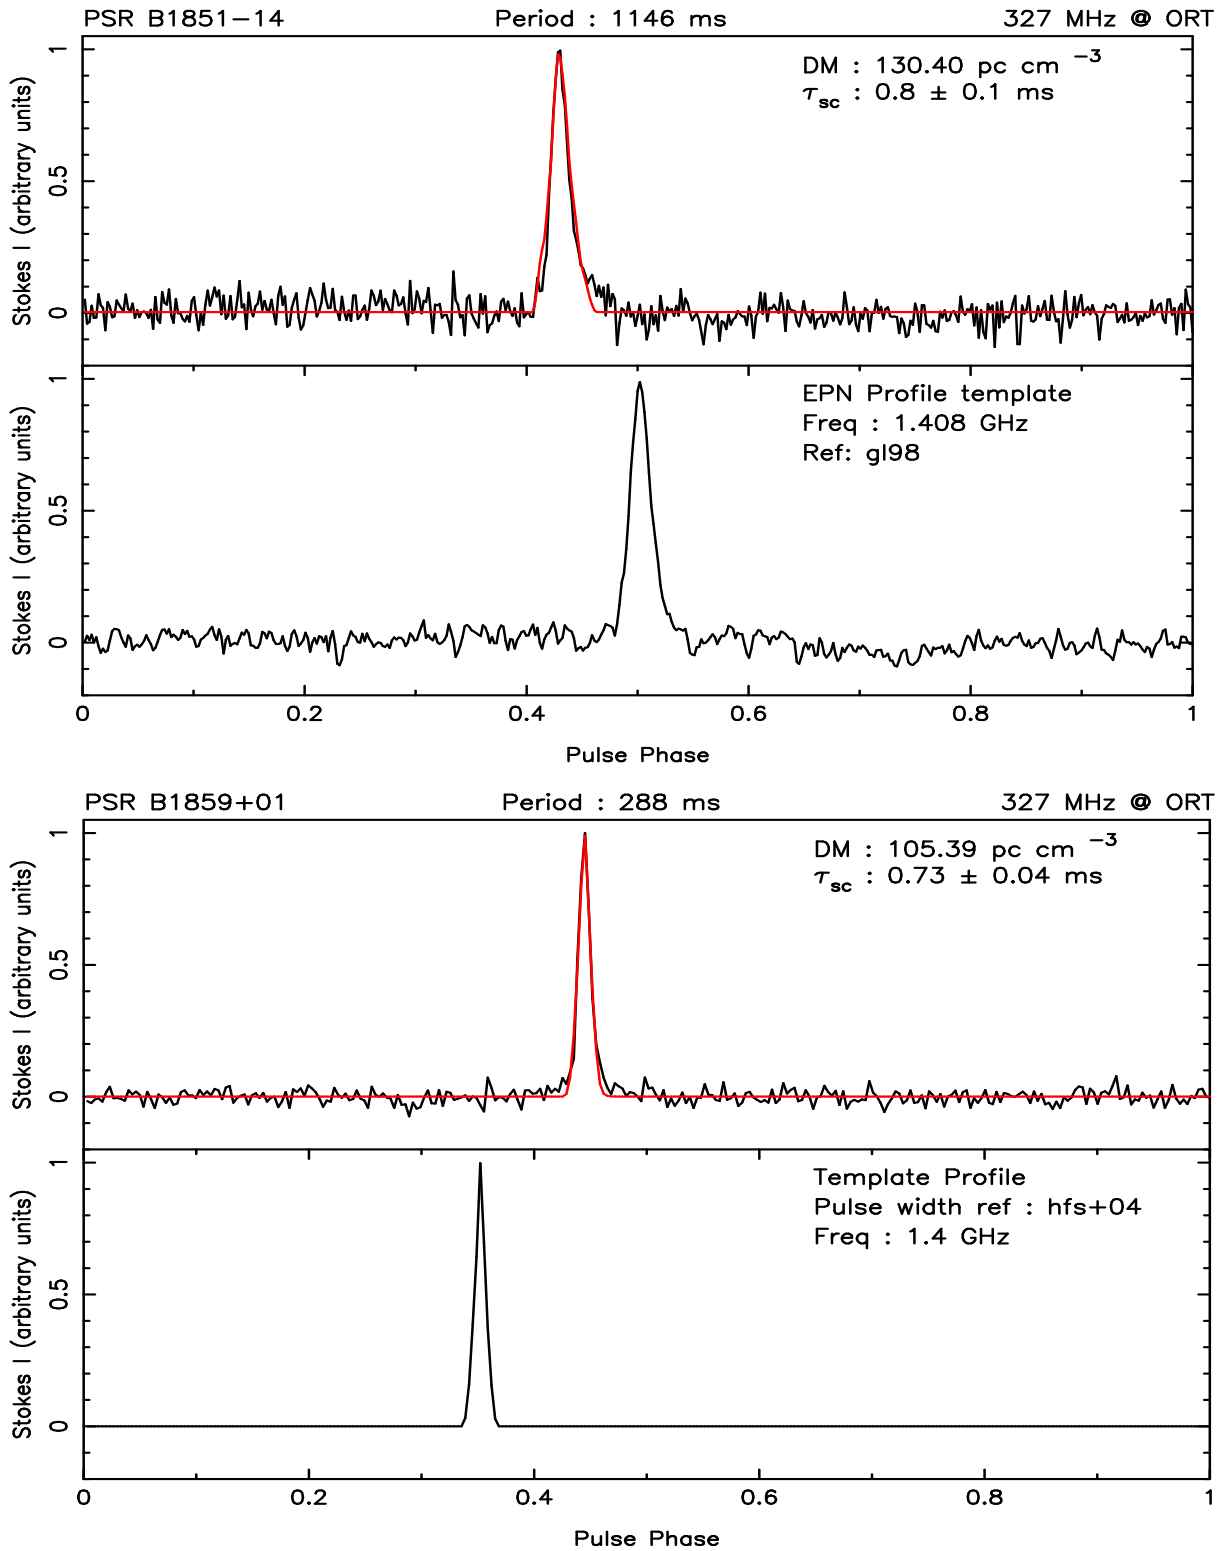 PSR B1851−14 Period : 1146 ms 327 MHz @ ORT
DM : 130.40 pc cm −3
τsc : 0.8 ± 0.1 ms
Stokes I (arbitrary units)
1
0.5
0
EPN Profile template
Freq : 1.408 GHz
Ref: gl98
Stokes I (arbitrary units)
1
0.5
0
0 0.2 0.4 0.6 0.8 1
Pulse Phase
PSR B1859+01 Period : 288 ms 327 MHz @ ORT
DM : 105.39 pc cm −3
τsc : 0.73 ± 0.04 ms
Stokes I (arbitrary units)
1
0.5
0
Template Profile
Pulse width ref : hfs+04
Freq : 1.4 GHz
Stokes I (arbitrary units)
1
0.5
0
0 0.2 0.4 0.6 0.8 1
Pulse Phase